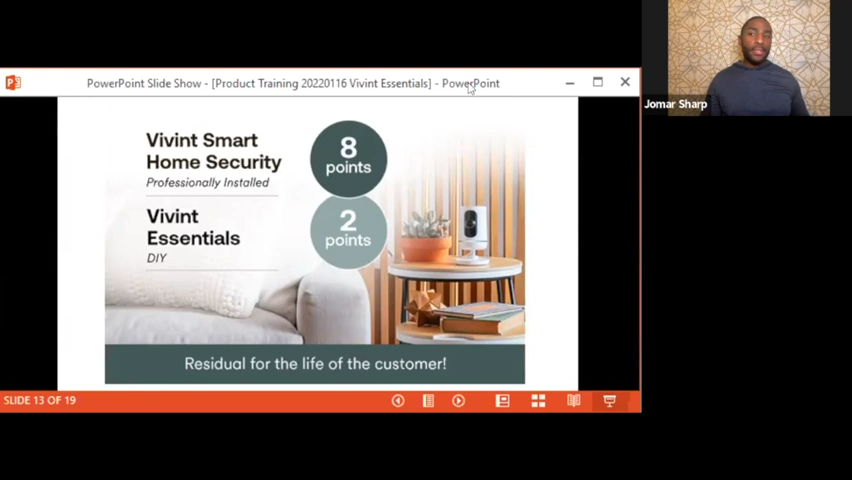 PowerPoint Slide Show - [Product Training 20220116 Vivint Essentials] - PowerPoint
Jomar Sharp
Vivint Smart
Home Security
Professionally Installed
8
points
Vivint
Essentials
DIY
2
points
Residual for the life of the customer!
SLIDE 13 OF 19